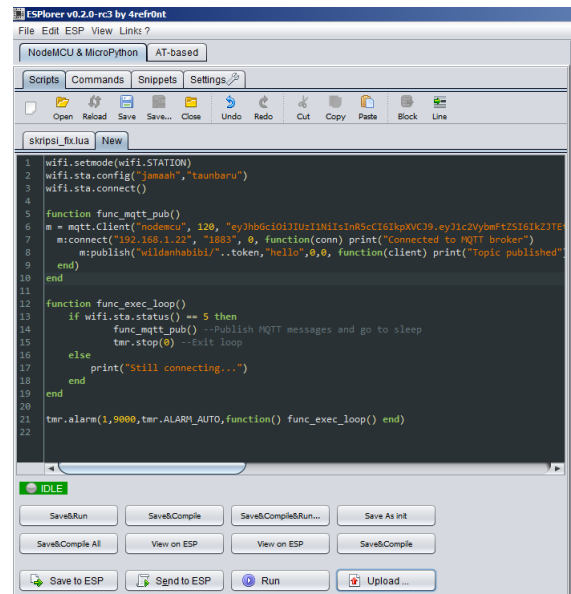 ESPlorer v0.2.0-rc3 by 4refr0nt
File Edit ESP View Links ?
NodeMCU & MicroPython AT-based
Scripts Commands Snippets Settings
Open Reload Save Save... Close Undo Redo Cut Copy Paste Block Line
skripsi_fix.lua New
1 wifi.setmode(wifi.STATION)
2 wifi.sta.config("jamaah","taunbaru")
3 wifi.sta.connect()
4
5 function func_mqtt_pub()
6 m = mqtt.Client("nodemcu", 120, "eyJhbGciOiJIUzI1NiIsInR5cCI6IkpXVCJ9.eyJ1c2VybmFtZSI6IkZJTE
7 m:connect("192.168.1.22", "1883", 0, function(conn) print("Connected to MQTT broker")
8 m:publish("wildanhabibi/"..token,"hello",0,0, function(client) print("Topic published")
9 end)
10 end
11
12 function func_exec_loop()
13 if wifi.sta.status() == 5 then
14 func_mqtt_pub() --Publish MQTT messages and go to sleep
15 tmr.stop(0) --Exit loop
16 else
17 print("Still connecting...")
18 end
19 end
20
21 tmr.alarm(1,9000,tmr.ALARM_AUTO,function() func_exec_loop() end)
22
IDLE
Save&Run Save&Compile Save&Compile&Run... Save As init
Save&Compile All View on ESP View on ESP Save&Compile
Save to ESP Send to ESP Run Upload ...